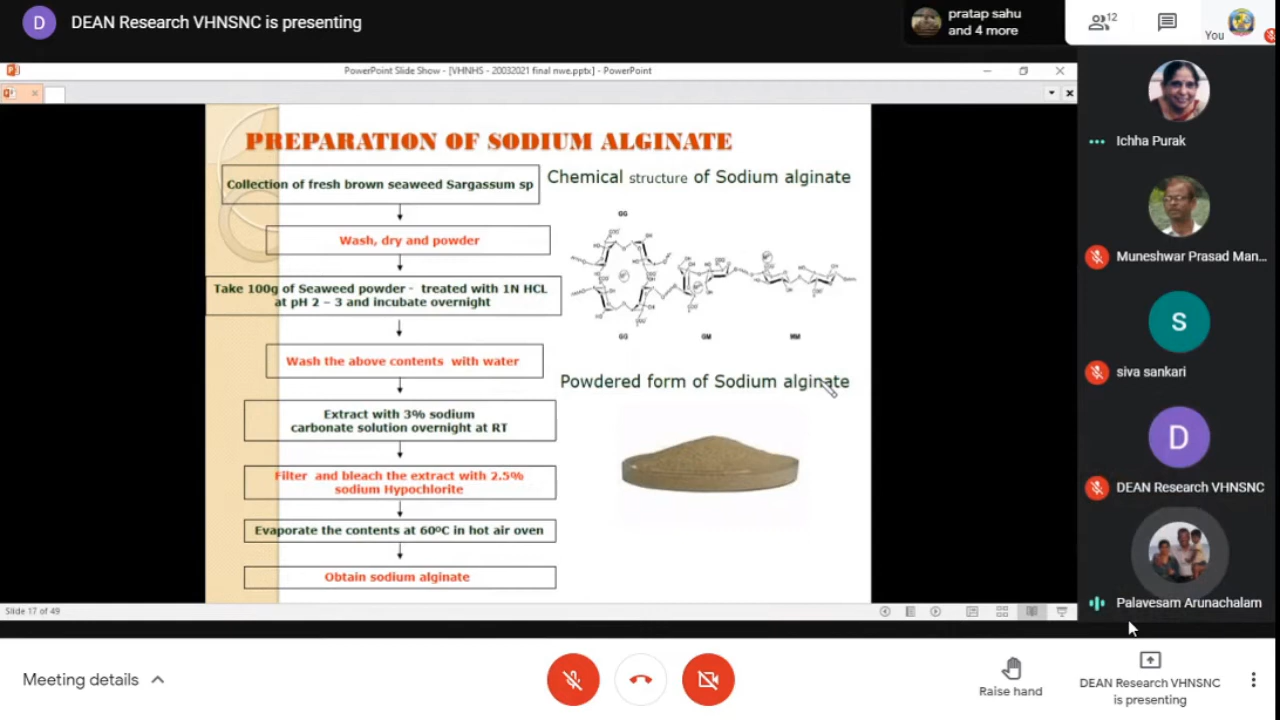 D DEAN Research VHNSNC is presenting
pratap sahu
and 4 more
12
You
PowerPoint Slide Show - [VHNHS - 20032021 final nwe.pptx] - PowerPoint
PREPARATION OF SODIUM ALGINATE
Collection of fresh brown seaweed Sargassum sp
Wash, dry and powder
Take 100g of Seaweed powder - treated with 1N HCL
at pH 2 – 3 and incubate overnight
Wash the above contents with water
Extract with 3% sodium
carbonate solution overnight at RT
Filter and bleach the extract with 2.5%
sodium Hypochlorite
Evaporate the contents at 60ºC in hot air oven
Obtain sodium alginate
Chemical structure of Sodium alginate
GG
GG GM MM
Powdered form of Sodium alginate
Slide 17 of 49
Ichha Purak
Muneshwar Prasad Man...
S
siva sankari
D
DEAN Research VHNSNC
Palavesam Arunachalam
Meeting details
Raise hand
DEAN Research VHNSNC
is presenting